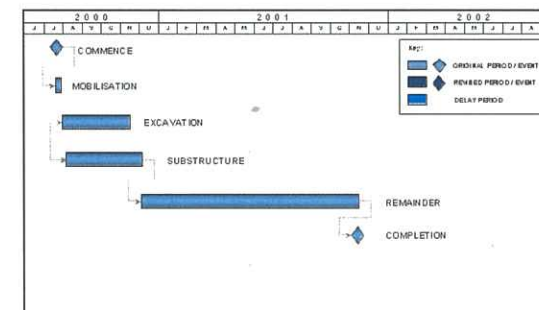 2000 2001 2002
J J A S O N D J F M A M J J A S O N D J F M A M J J A
COMMENCE
MOBILISATION
EXCAVATION
SUBSTRUCTURE
REMAINDER
COMPLETION
Key:
ORIGINAL PERIOD / EVENT
REVISED PERIOD / EVENT
DELAY PERIOD